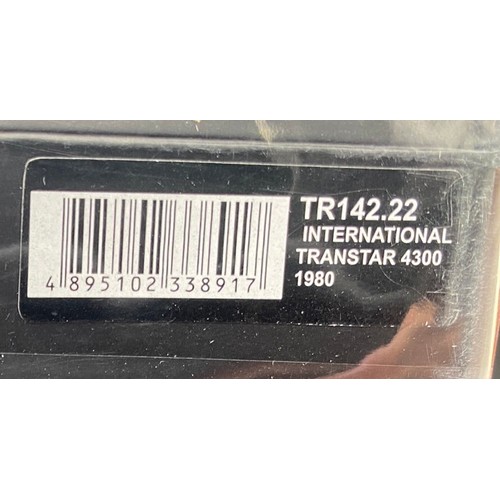 TR142.22
INTERNATIONAL
TRANSTAR 4300
1980
4 895102 338917